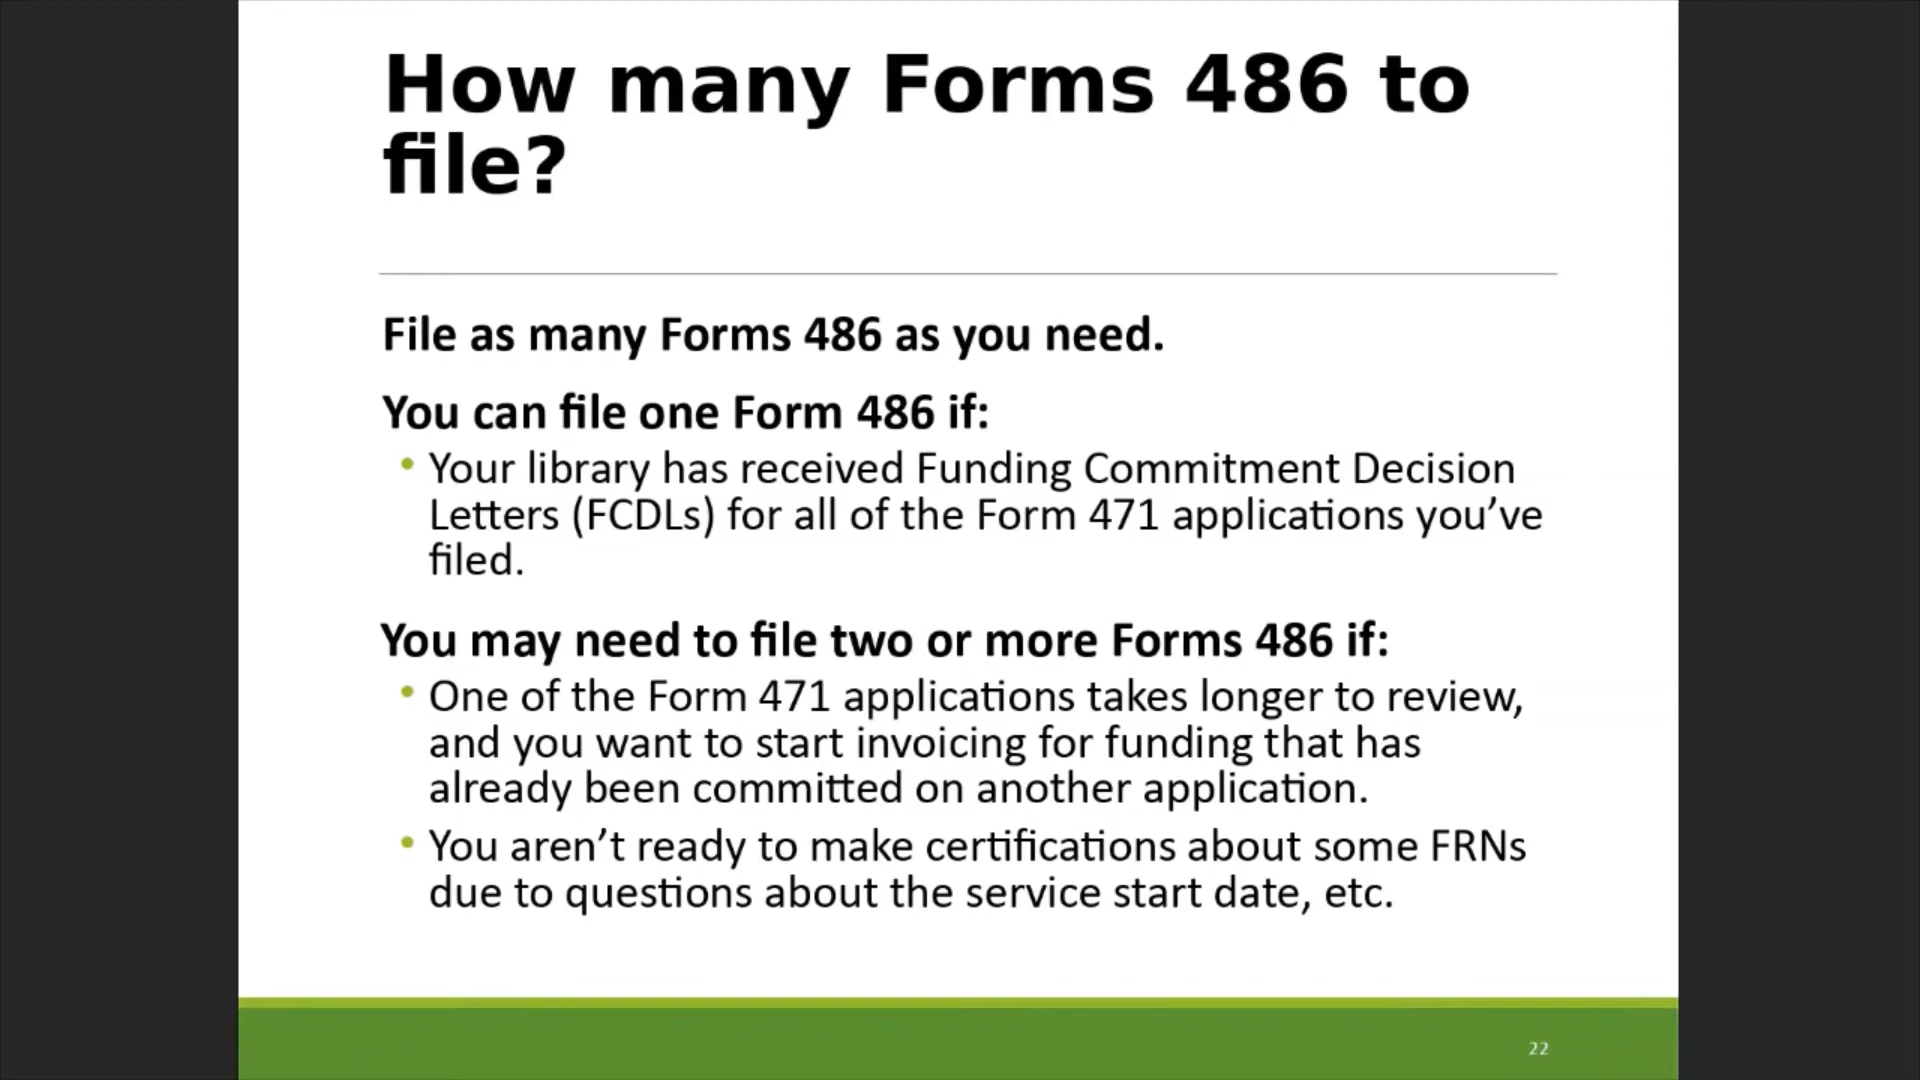 How many Forms 486 to
file?
File as many Forms 486 as you need.
You can file one Form 486 if:
• Your library has received Funding Commitment Decision
Letters (FCDLs) for all of the Form 471 applications you’ve
filed.
You may need to file two or more Forms 486 if:
• One of the Form 471 applications takes longer to review,
and you want to start invoicing for funding that has
already been committed on another application.
• You aren’t ready to make certifications about some FRNs
due to questions about the service start date, etc.
22